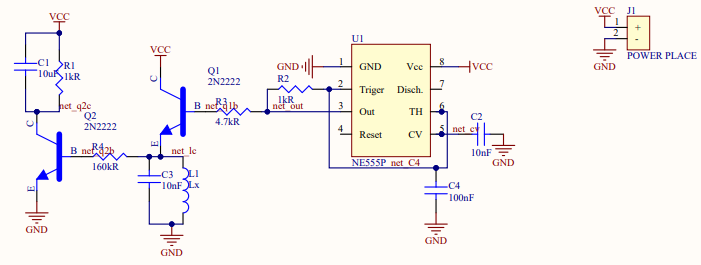 VCC
C1
10uF
R1
1kR
net_q2c
C
Q2
2N2222
B
net_q2b
R4
160kR
E
GND
VCC
C
Q1
2N2222
B
net_q1b
R3
4.7kR
E
net_lc
C3
10nF
L1
Lx
GND
net_out
R2
1kR
GND
U1
1
GND
Vcc
8
VCC
2
Triger
Disch.
7
3
Out
TH
6
4
Reset
CV
5
NE555P
net_C4
net_cv
C2
10nF
GND
C4
100nF
GND
J1
VCC
1
+
2
-
GND
POWER PLACE